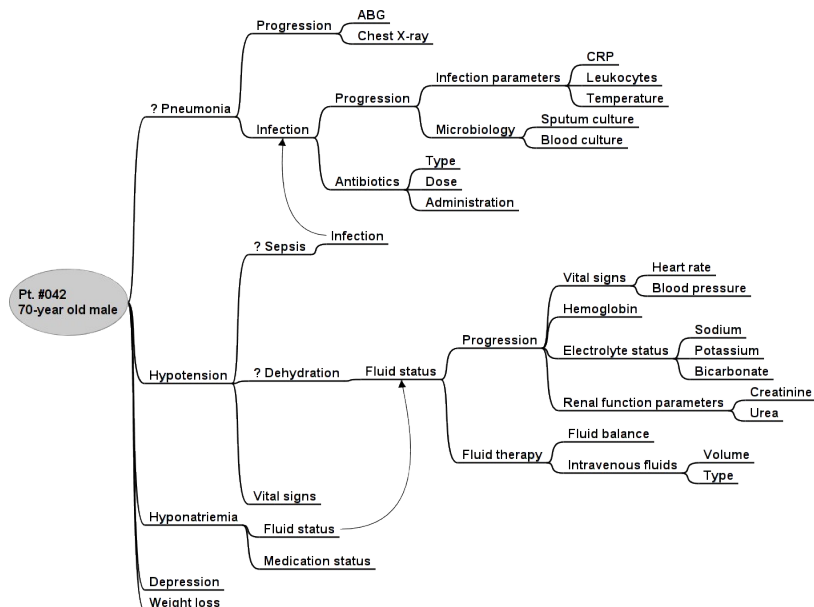 Pt. #042
70-year old male
? Pneumonia
Progression
ABG
Chest X-ray
Infection
Progression
Infection parameters
CRP
Leukocytes
Temperature
Microbiology
Sputum culture
Blood culture
Antibiotics
Type
Dose
Administration
Hypotension
? Sepsis
Infection
? Dehydration
Fluid status
Progression
Vital signs
Heart rate
Blood pressure
Hemoglobin
Electrolyte status
Sodium
Potassium
Bicarbonate
Renal function parameters
Creatinine
Urea
Fluid therapy
Fluid balance
Intravenous fluids
Volume
Type
Vital signs
Hyponatriemia
Fluid status
Medication status
Depression
Weight loss